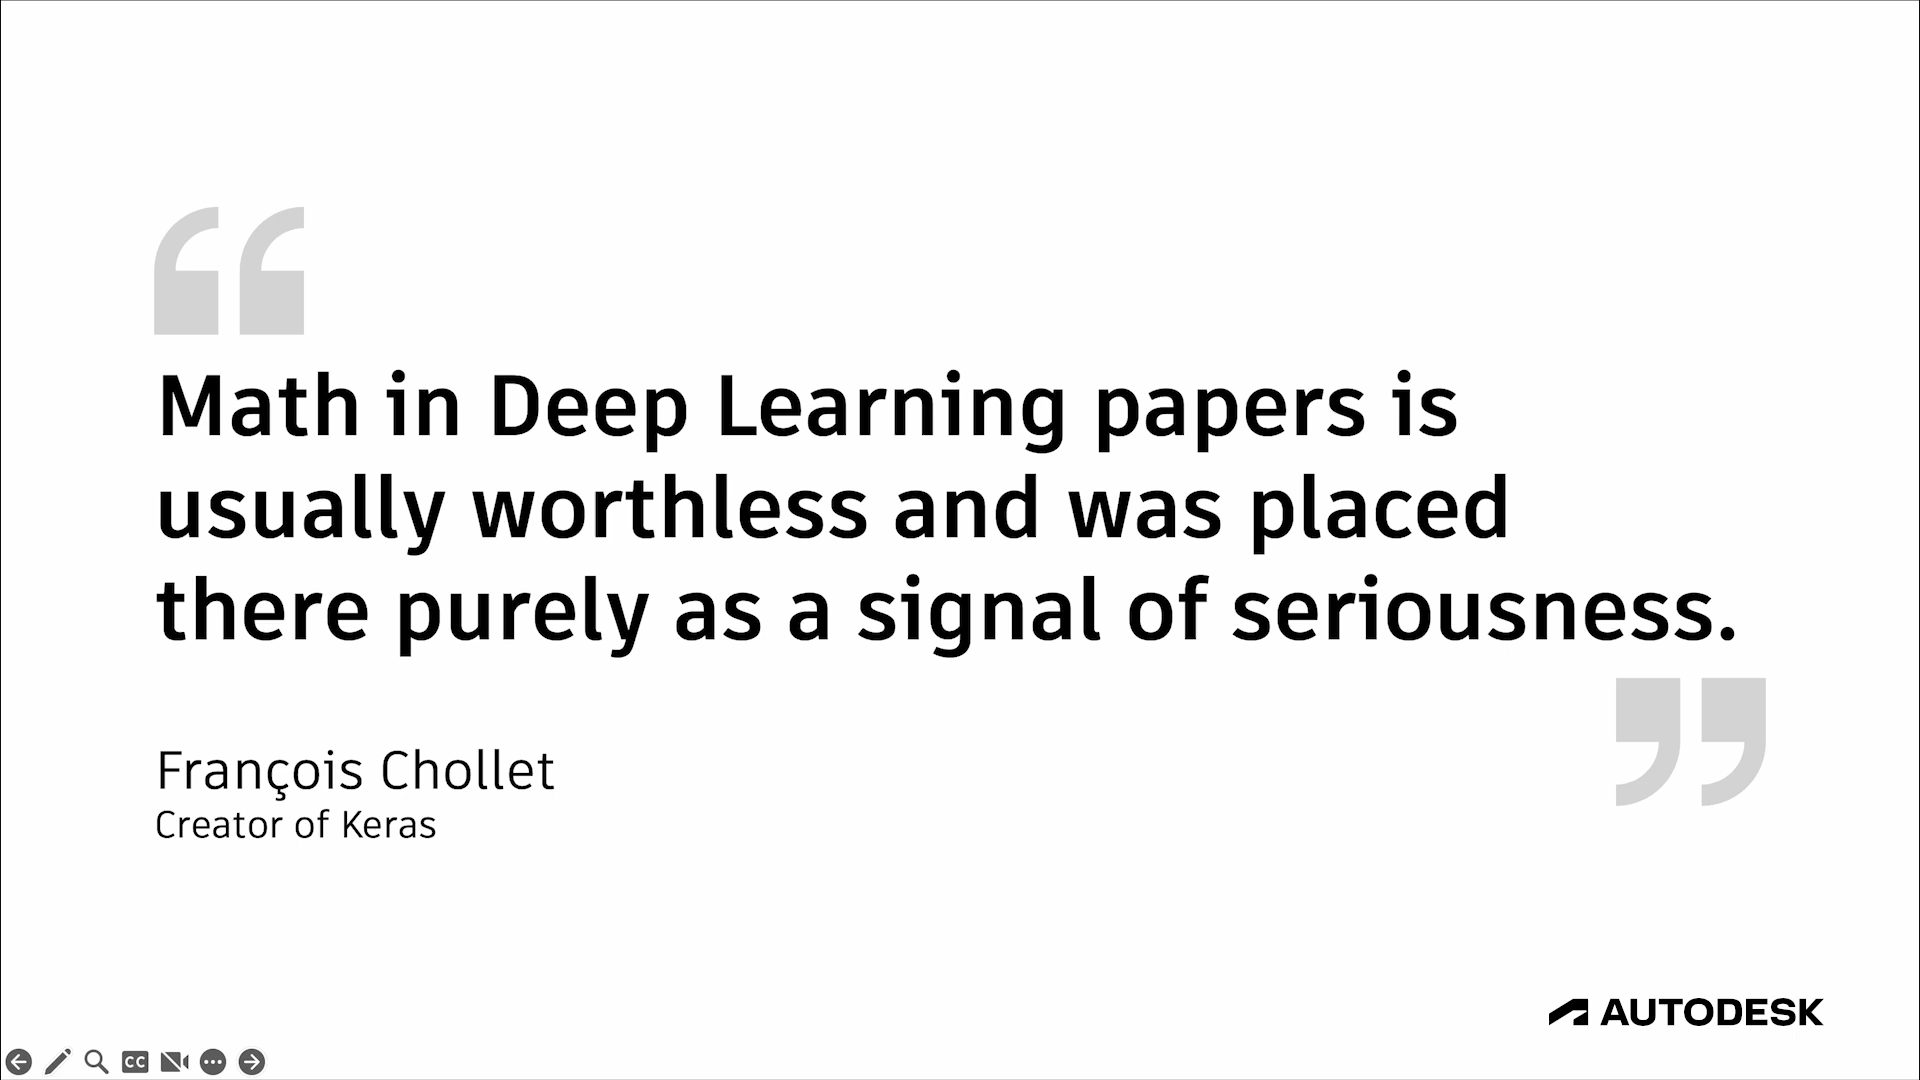 Math in Deep Learning papers is
usually worthless and was placed
there purely as a signal of seriousness.
François Chollet
Creator of Keras
AUTODESK
CC